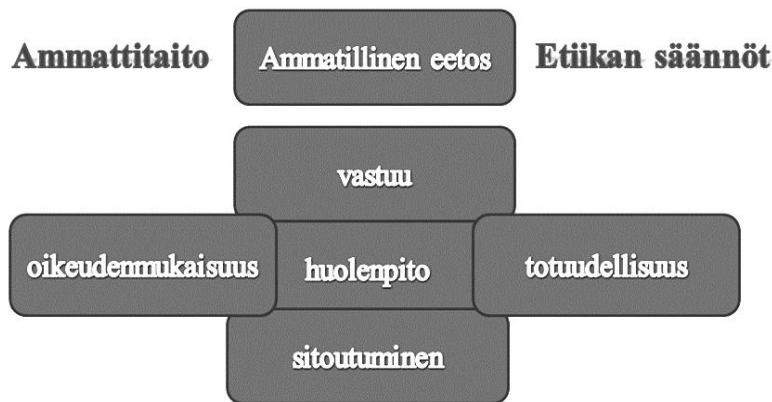 Ammattitaito
Ammatillinen eetos
Etiikan säännöt
vastuu
oikeudenmukaisuus
huolenpito
totuudellisuus
sitoutuminen